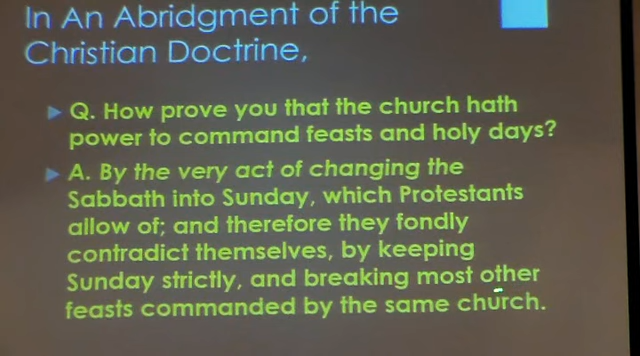 In An Abridgment of the
Christian Doctrine,
Q. How prove you that the church hath
power to command feasts and holy days?
A. By the very act of changing the
Sabbath into Sunday, which Protestants
allow of; and therefore they fondly
contradict themselves, by keeping
Sunday strictly, and breaking most other
feasts commanded by the same church.